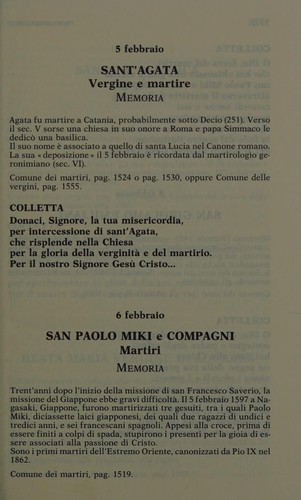 5 febbraio
SANT'AGATA
Vergine e martire
MEMORIA
Agata fu martire a Catania, probabilmente sotto Decio (251). Verso
il sec. V sorse una chiesa in suo onore a Roma e papa Simmaco le
dedicò una basilica.
Il suo nome è associato a quello di santa Lucia nel Canone romano.
La sua «deposizione» il 5 febbraio è ricordata dal martirologio ge-
ronimiano (sec. VI).
Comune dei martiri, pag. 1524 o pag. 1530, oppure Comune delle
vergini, pag. 1555.
COLLETTA
Donaci, Signore, la tua misericordia,
per intercessione di sant'Agata,
che risplende nella Chiesa
per la gloria della verginità e del martirio.
Per il nostro Signore Gesù Cristo...
6 febbraio
SAN PAOLO MIKI e COMPAGNI
Martiri
MEMORIA
Trent'anni dopo l'inizio della missione di san Francesco Saverio, la
missione del Giappone ebbe gravi difficoltà. Il 5 febbraio 1597 a Na-
gasaki, Giappone, furono martirizzati tre gesuiti, tra i quali Paolo
Miki, diciassette laici giapponesi, dei quali due ragazzi di undici e
tredici anni, e sei francescani spagnoli. Appesi alla croce, prima di
essere finiti a colpi di spada, stupirono i presenti per la gioia di es-
sere associati alla passione di Cristo.
Sono i primi martiri dell'Estremo Oriente, canonizzati da Pio IX nel
1862.
Comune dei martiri, pag. 1519.